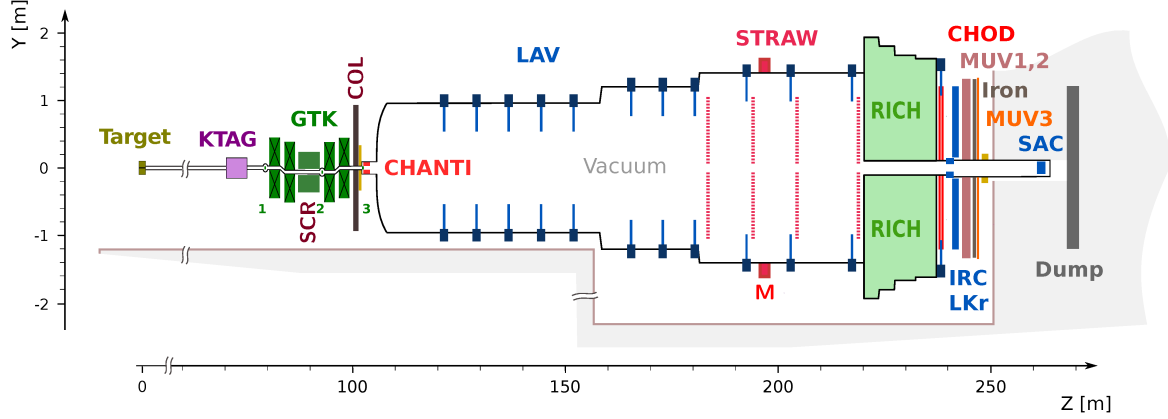 Y [m]
2
1
0
-1
-2
Target
KTAG
GTK
1
2
3
SCR
COL
CHANTI
LAV
Vacuum
STRAW
M
RICH
RICH
CHOD
MUV1,2
Iron
MUV3
SAC
IRC
LKr
Dump
0
100
150
200
250
Z [m]